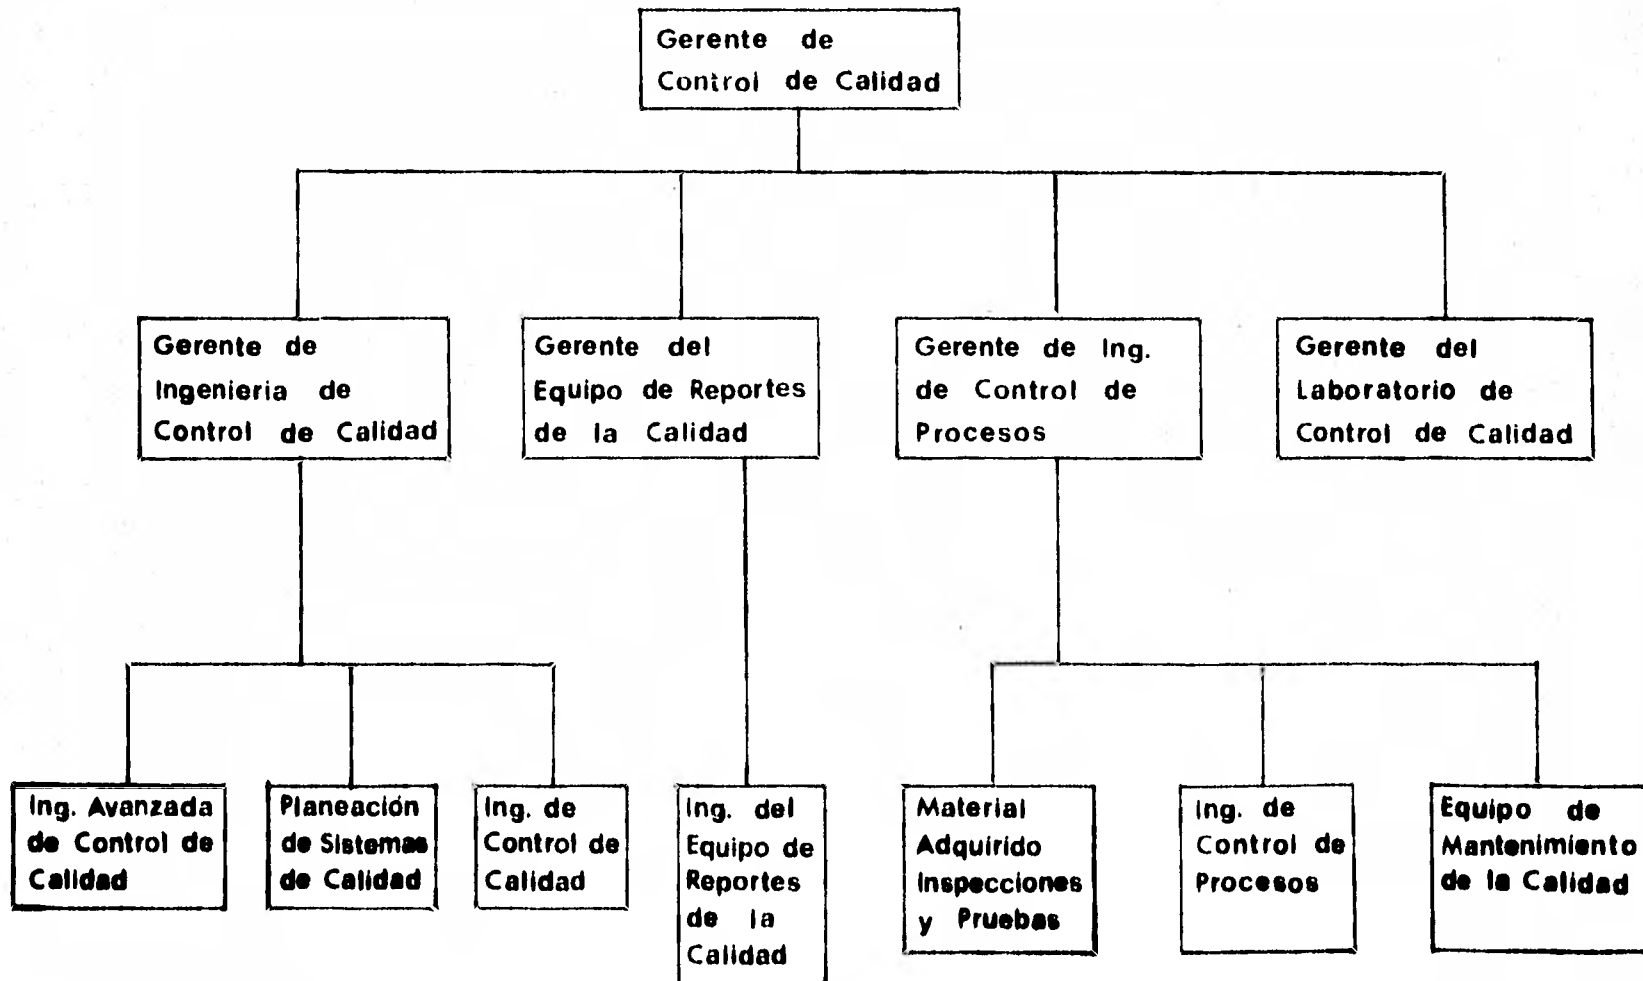 Gerente de
Control de Calidad
Gerente de
Ingenieria de
Control de Calidad
Gerente del
Equipo de Reportes
de la Calidad
Gerente de Ing.
de Control de
Procesos
Gerente del
Laboratorio de
Control de Calidad
Ing. Avanzada
de Control de
Calidad
Planeación
de Sistemas
de Calidad
Ing. de
Control de
Calidad
Ing. del
Equipo de
Reportes
de la
Calidad
Material
Adquirido
Inspecciones
y Pruebas
Ing. de
Control de
Procesos
Equipo de
Mantenimiento
de la Calidad